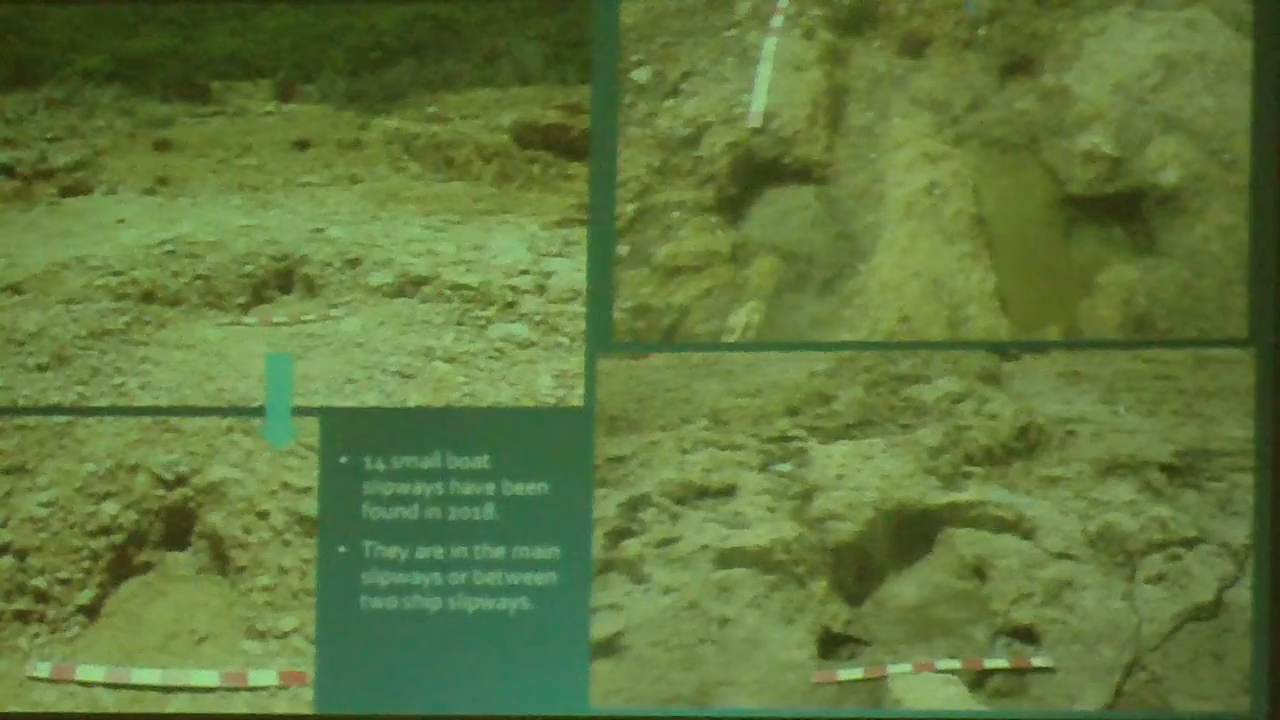 • 14 small boat
slipways have been
found in 2018.
• They are in the main
slipways or between
two ship slipways.